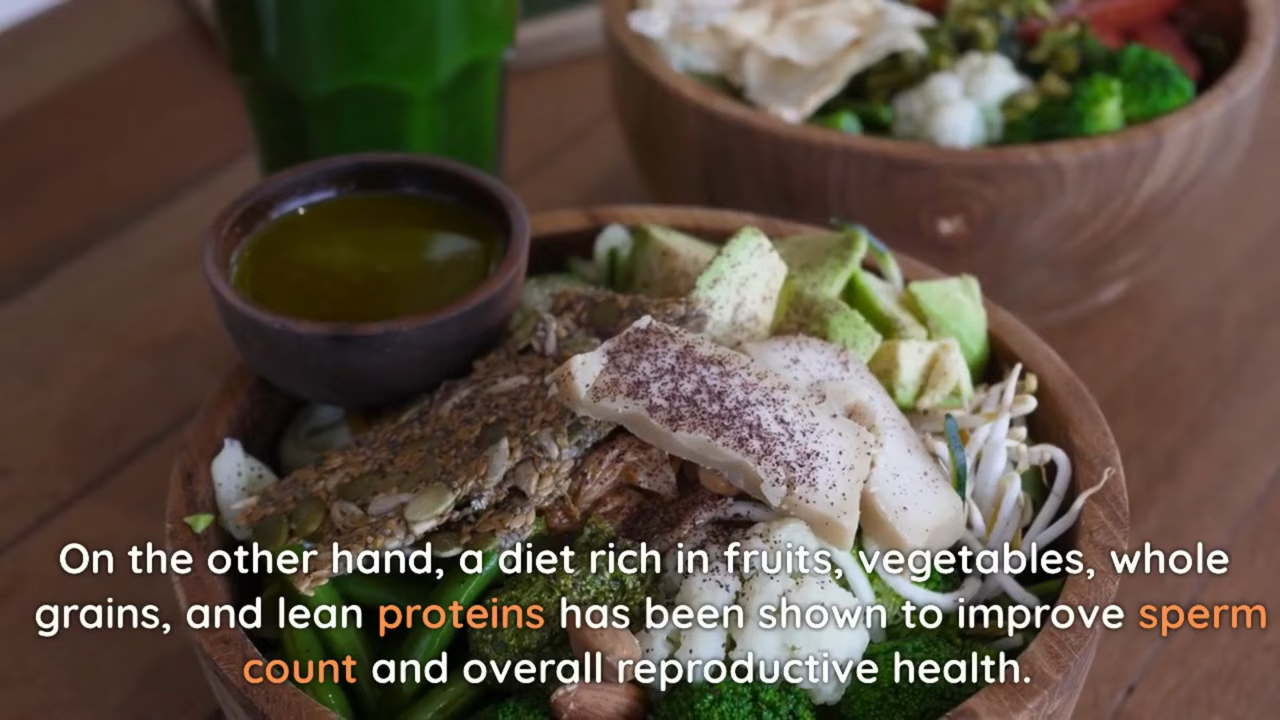 On the other hand, a diet rich in fruits, vegetables, whole
grains, and lean proteins has been shown to improve sperm
count and overall reproductive health.